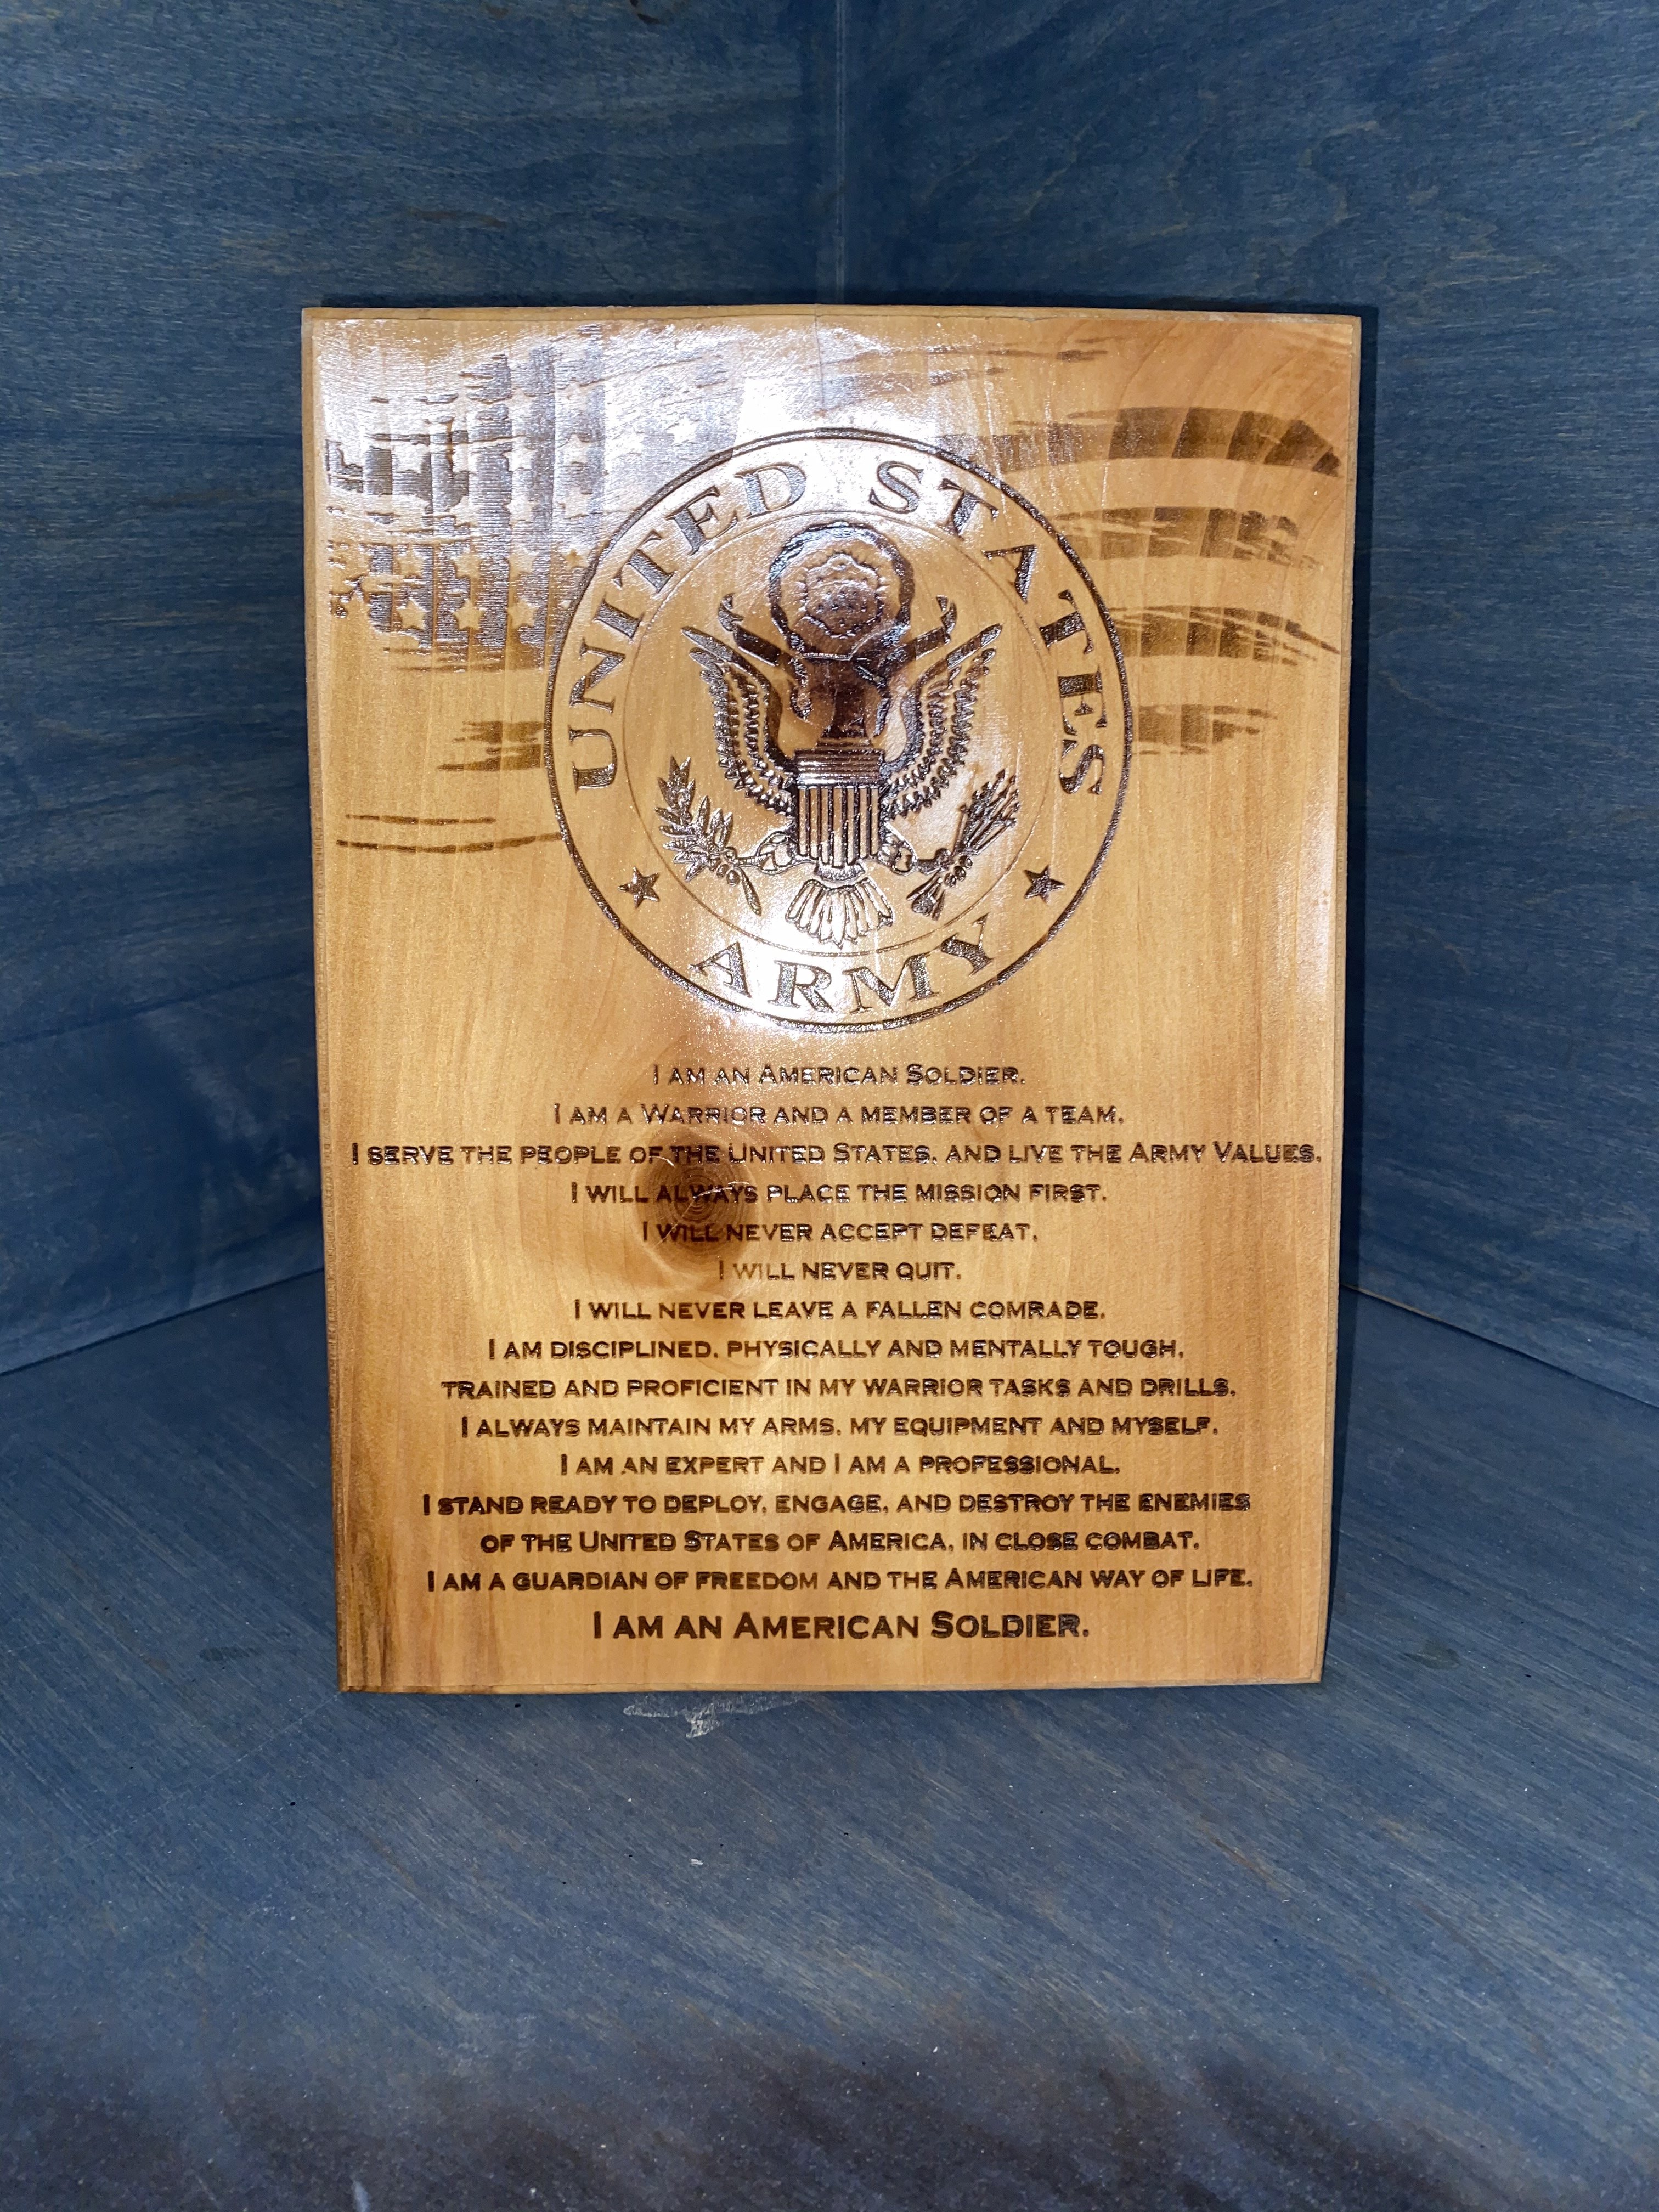 UNITED STATES
ARMY
I AM AN AMERICAN SOLDIER.
I AM A WARRIOR AND A MEMBER OF A TEAM.
I SERVE THE PEOPLE OF THE UNITED STATES, AND LIVE THE ARMY VALUES.
I WILL ALWAYS PLACE THE MISSION FIRST.
I WILL NEVER ACCEPT DEFEAT.
I WILL NEVER QUIT.
I WILL NEVER LEAVE A FALLEN COMRADE.
I AM DISCIPLINED, PHYSICALLY AND MENTALLY TOUGH,
TRAINED AND PROFICIENT IN MY WARRIOR TASKS AND DRILLS.
I ALWAYS MAINTAIN MY ARMS, MY EQUIPMENT AND MYSELF.
I AM AN EXPERT AND I AM A PROFESSIONAL.
I STAND READY TO DEPLOY, ENGAGE, AND DESTROY THE ENEMIES
OF THE UNITED STATES OF AMERICA, IN CLOSE COMBAT.
I AM A GUARDIAN OF FREEDOM AND THE AMERICAN WAY OF LIFE.
I AM AN AMERICAN SOLDIER.